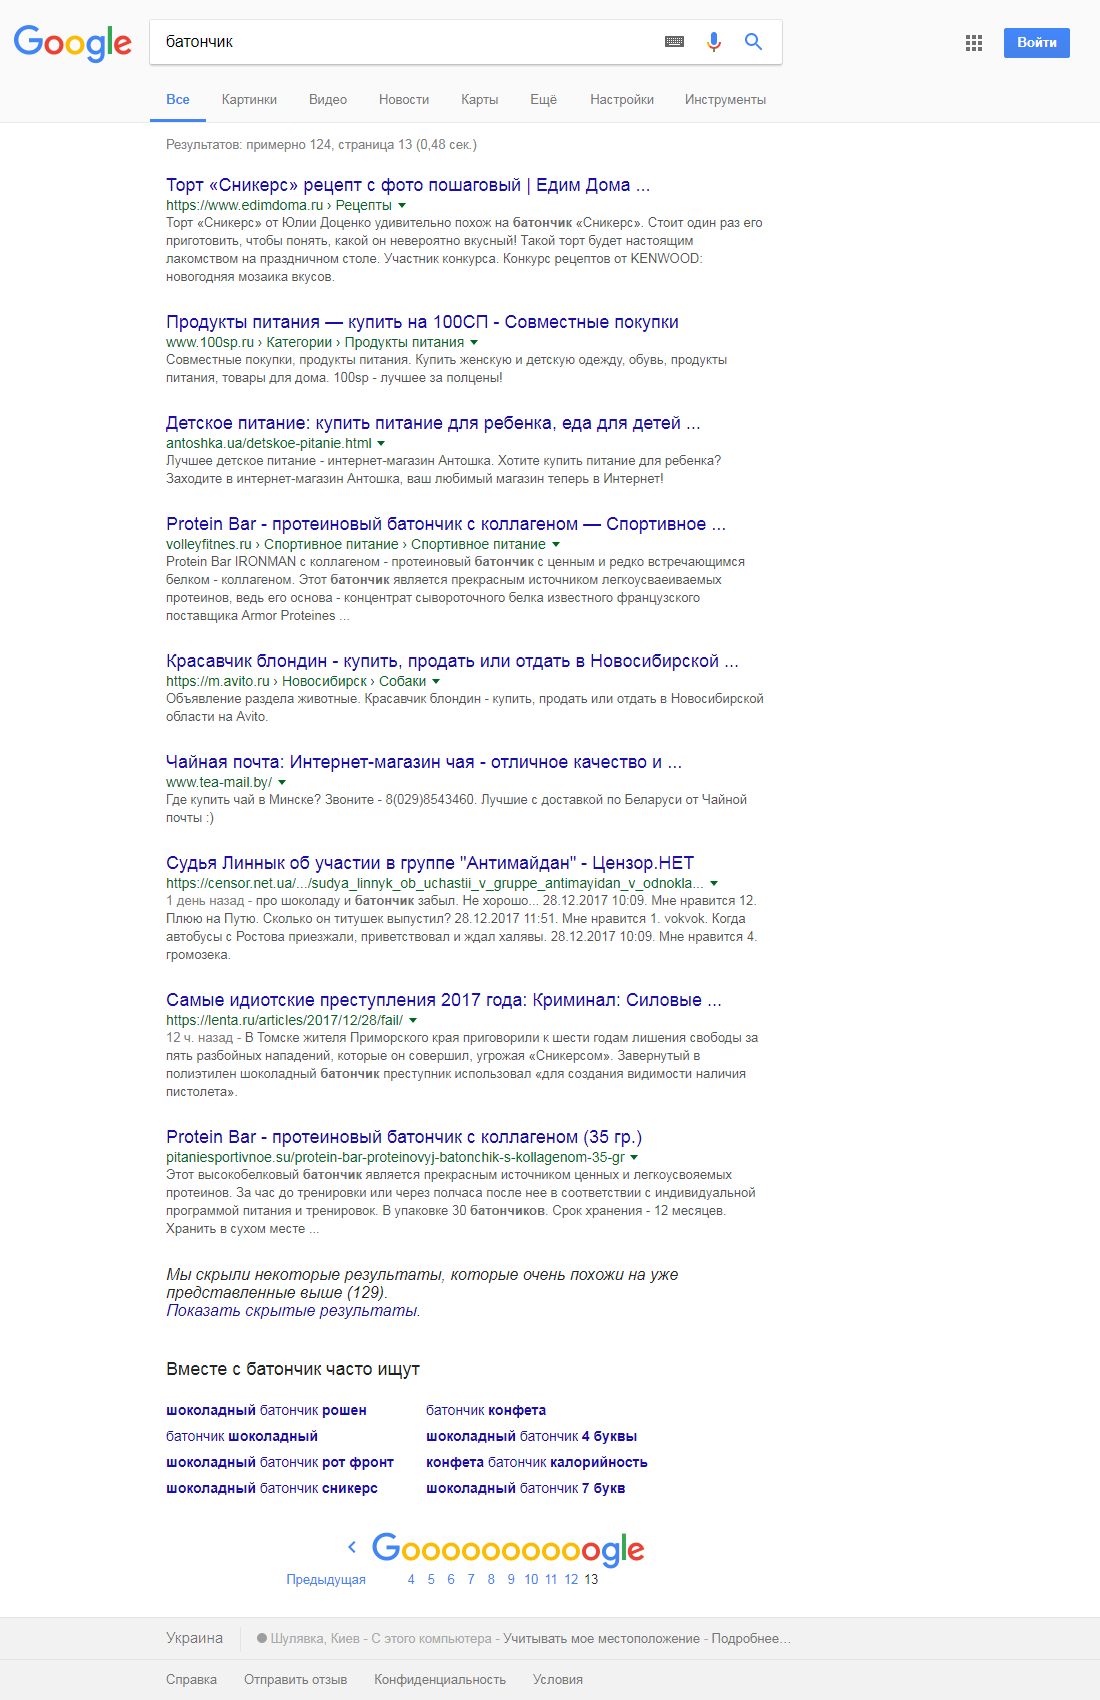 Google
батончик
Войти
Все Картинки Видео Новости Карты Ещё Настройки Инструменты
Результатов: примерно 124, страница 13 (0,48 сек.)
Торт «Сникерс» рецепт с фото пошаговый | Едим Дома ...
https://www.edimdoma.ru › Рецепты
Торт «Сникерс» от Юлии Доценко удивительно похож на батончик «Сникерс». Стоит один раз его
приготовить, чтобы понять, какой он невероятно вкусный! Такой торт будет настоящим
лакомством на праздничном столе. Участник конкурса. Конкурс рецептов от KENWOOD:
новогодняя мозаика вкусов.
Продукты питания — купить на 100СП - Совместные покупки
www.100sp.ru › Категории › Продукты питания
Совместные покупки, продукты питания. Купить женскую и детскую одежду, обувь, продукты
питания, товары для дома. 100sp - лучшее за полцены!
Детское питание: купить питание для ребенка, еда для детей ...
antoshka.ua/detskoe-pitanie.html
Лучшее детское питание - интернет-магазин Антошка. Хотите купить питание для ребенка?
Заходите в интернет-магазин Антошка, ваш любимый магазин теперь в Интернет!
Protein Bar - протеиновый батончик с коллагеном — Спортивное ...
volleyfitnes.ru › Спортивное питание › Спортивное питание
Protein Bar IRONMAN с коллагеном - протеиновый батончик с ценным и редко встречающимся
белком - коллагеном. Этот батончик является прекрасным источником легкоусваеиваемых
протеинов, ведь его основа - концентрат сывороточного белка известного французского
поставщика Armor Proteines ...
Красавчик блондин - купить, продать или отдать в Новосибирской ...
https://m.avito.ru › Новосибирск › Собаки
Объявление раздела животные. Красавчик блондин - купить, продать или отдать в Новосибирской
области на Avito.
Чайная почта: Интернет-магазин чая - отличное качество и ...
www.tea-mail.by/
Где купить чай в Минске? Звоните - 8(029)8543460. Лучшие с доставкой по Беларуси от Чайной
почты :)
Судья Линнык об участии в группе "Антимайдан" - Цензор.НЕТ
https://censor.net.ua/.../sudya_linnyk_ob_uchastii_v_gruppe_antimayidan_v_odnokla...
1 день назад - про шоколаду и батончик забыл. Не хорошо... 28.12.2017 10:09. Мне нравится 12.
Плюю на Путю. Сколько он титушек выпустил? 28.12.2017 11:51. Мне нравится 1. vokvok. Когда
автобусы с Ростова приезжали, приветствовал и ждал халявы. 28.12.2017 10:09. Мне нравится 4.
громозека.
Самые идиотские преступления 2017 года: Криминал: Силовые ...
https://lenta.ru/articles/2017/12/28/fail/
12 ч. назад - В Томске жителя Приморского края приговорили к шести годам лишения свободы за
пять разбойных нападений, которые он совершил, угрожая «Сникерсом». Завернутый в
полиэтилен шоколадный батончик преступник использовал «для создания видимости наличия
пистолета».
Protein Bar - протеиновый батончик с коллагеном (35 гр.)
pitaniesportivnoe.su/protein-bar-proteinovyj-batonchik-s-kollagenom-35-gr
Этот высокобелковый батончик является прекрасным источником ценных и легкоусвояемых
протеинов. За час до тренировки или через полчаса после нее в соответствии с индивидуальной
программой питания и тренировок. В упаковке 30 батончиков. Срок хранения - 12 месяцев.
Хранить в сухом месте ...
Мы скрыли некоторые результаты, которые очень похожи на уже
представленные выше (129).
Показать скрытые результаты.
Вместе с батончик часто ищут
шоколадный батончик рошен батончик конфета
батончик шоколадный шоколадный батончик 4 буквы
шоколадный батончик рот фронт конфета батончик калорийность
шоколадный батончик сникерс шоколадный батончик 7 букв
Goooooooooogle
Предыдущая 4 5 6 7 8 9 10 11 12 13
Украина Шулявка, Киев - С этого компьютера - Учитывать мое местоположение - Подробнее...
Справка Отправить отзыв Конфиденциальность Условия